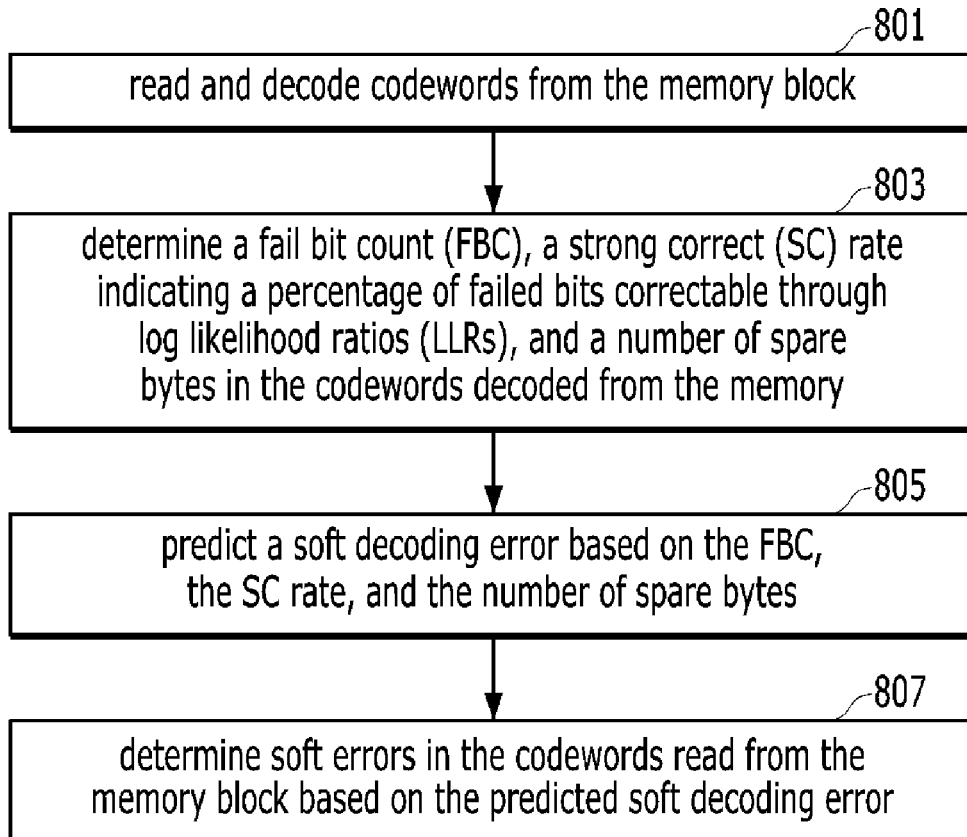 801
read and decode codewords from the memory block
803
determine a fail bit count (FBC), a strong correct (SC) rate
indicating a percentage of failed bits correctable through
log likelihood ratios (LLRs), and a number of spare
bytes in the codewords decoded from the memory
805
predict a soft decoding error based on the FBC,
the SC rate, and the number of spare bytes
807
determine soft errors in the codewords read from the
memory block based on the predicted soft decoding error